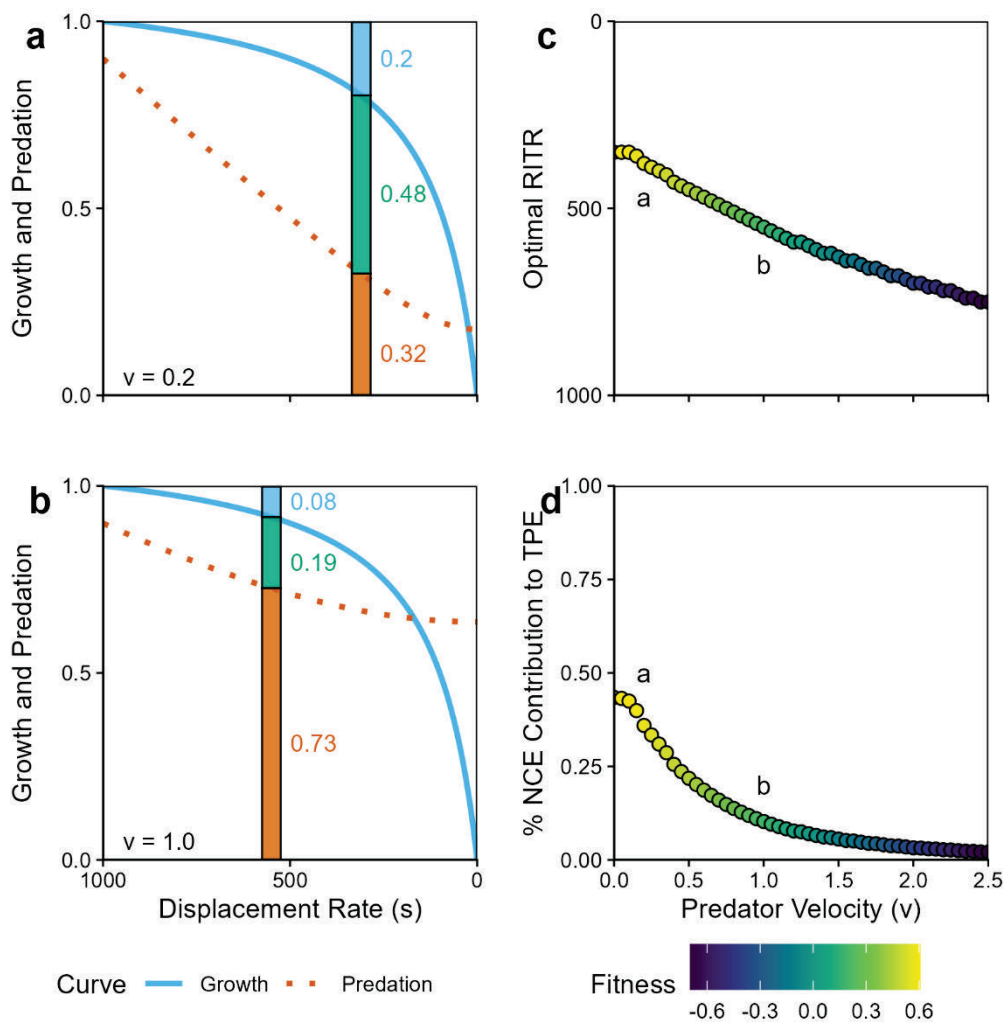 a
Growth and Predation
1.0
0.5
0.0
0.2
0.48
0.32
v = 0.2
c
Optimal RITR
0
500
1000
a
b
b
Growth and Predation
1.0
0.5
0.0
0.08
0.19
0.73
v = 1.0
1000
500
0
Displacement Rate (s)
d
% NCE Contribution to TPE
1.00
0.75
0.50
0.25
0.00
a
b
0.0
0.5
1.0
1.5
2.0
2.5
Predator Velocity (v)
Curve
Growth
Predation
Fitness
-0.6
-0.3
0.0
0.3
0.6